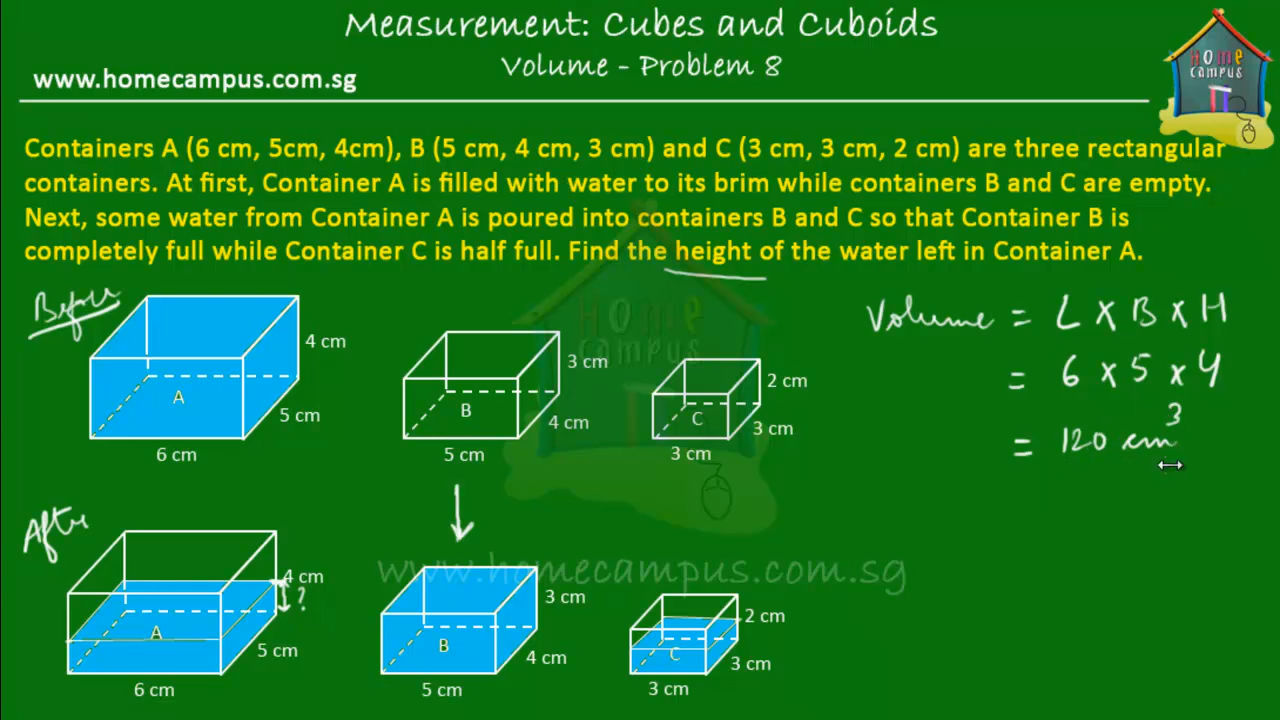 Measurement: Cubes and Cuboids
Volume - Problem 8
www.homecampus.com.sg
HOme
campus
Containers A (6 cm, 5cm, 4cm), B (5 cm, 4 cm, 3 cm) and C (3 cm, 3 cm, 2 cm) are three rectangular
containers. At first, Container A is filled with water to its brim while containers B and C are empty.
Next, some water from Container A is poured into containers B and C so that Container B is
completely full while Container C is half full. Find the height of the water left in Container A.
Before
A
4 cm
5 cm
6 cm
B
3 cm
4 cm
5 cm
C
2 cm
3 cm
3 cm
Volume = L x B x H
= 6 x 5 x 4
= 120 cm³
HOme
campus
www.homecampus.com.sg
After
A
4 cm
?
5 cm
6 cm
B
3 cm
4 cm
5 cm
C
2 cm
3 cm
3 cm